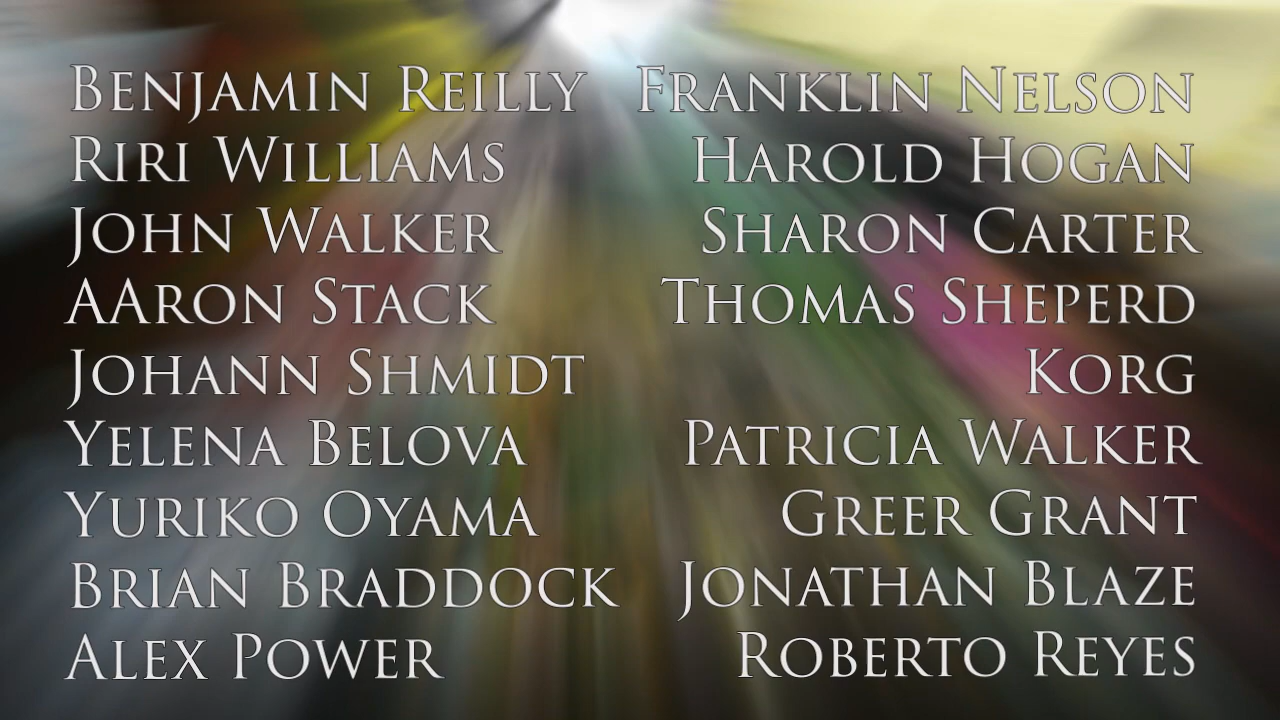 Benjamin Reilly
Riri Williams
John Walker
AAron Stack
Johann Shmidt
Yelena Belova
Yuriko Oyama
Brian Braddock
Alex Power
Franklin Nelson
Harold Hogan
Sharon Carter
Thomas Sheperd
Korg
Patricia Walker
Greer Grant
Jonathan Blaze
Roberto Reyes